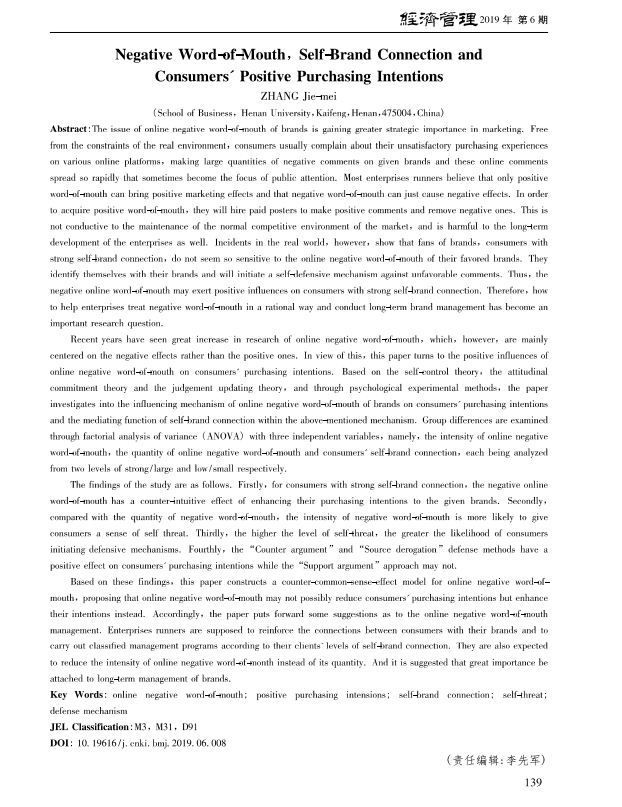 經濟管理 2019 年 第 6 期
Negative Word-of-Mouth, Self-Brand Connection and
Consumers´ Positive Purchasing Intentions
ZHANG Jie-mei
(School of Business, Henan University,Kaifeng,Henan,475004,China)
Abstract:The issue of online negative word-of-mouth of brands is gaining greater strategic importance in marketing. Free
from the constraints of the real environment, consumers usually complain about their unsatisfactory purchasing experiences
on various online platforms, making large quantities of negative comments on given brands and these online comments
spread so rapidly that sometimes become the focus of public attention. Most enterprises runners believe that only positive
word-of-mouth can bring positive marketing effects and that negative word-of-mouth can just cause negative effects. In order
to acquire positive word-of-mouth, they will hire paid posters to make positive comments and remove negative ones. This is
not conductive to the maintenance of the normal competitive environment of the market, and is harmful to the long-term
development of the enterprises as well. Incidents in the real world, however, show that fans of brands, consumers with
strong self-brand connection, do not seem so sensitive to the online negative word-of-mouth of their favored brands. They
identify themselves with their brands and will initiate a self-defensive mechanism against unfavorable comments. Thus, the
negative online word-of-mouth may exert positive influences on consumers with strong self-brand connection. Therefore, how
to help enterprises treat negative word-of-mouth in a rational way and conduct long-term brand management has become an
important research question.
Recent years have seen great increase in research of online negative word-of-mouth, which, however, are mainly
centered on the negative effects rather than the positive ones. In view of this, this paper turns to the positive influences of
online negative word-of-mouth on consumers´ purchasing intentions. Based on the self-control theory, the attitudinal
commitment theory and the judgement updating theory, and through psychological experimental methods, the paper
investigates into the influencing mechanism of online negative word-of-mouth of brands on consumers´ purchasing intentions
and the mediating function of self-brand connection within the above-mentioned mechanism. Group differences are examined
through factorial analysis of variance (ANOVA) with three independent variables, namely, the intensity of online negative
word-of-mouth, the quantity of online negative word-of-mouth and consumers´ self-brand connection, each being analyzed
from two levels of strong/large and low/small respectively.
The findings of the study are as follows. Firstly, for consumers with strong self-brand connection, the negative online
word-of-mouth has a counter-intuitive effect of enhancing their purchasing intentions to the given brands. Secondly,
compared with the quantity of negative word-of-mouth, the intensity of negative word-of-mouth is more likely to give
consumers a sense of self threat. Thirdly, the higher the level of self-threat, the greater the likelihood of consumers
initiating defensive mechanisms. Fourthly, the “Counter argument” and “Source derogation” defense methods have a
positive effect on consumers´ purchasing intentions while the “Support argument” approach may not.
Based on these findings, this paper constructs a counter-common-sense-effect model for online negative word-of-
mouth, proposing that online negative word-of-mouth may not possibly reduce consumers´ purchasing intentions but enhance
their intentions instead. Accordingly, the paper puts forward some suggestions as to the online negative word-of-mouth
management. Enterprises runners are supposed to reinforce the connections between consumers with their brands and to
carry out classified management programs according to their clients´ levels of self-brand connection. They are also expected
to reduce the intensity of online negative word-of-month instead of its quantity. And it is suggested that great importance be
attached to long-term management of brands.
Key Words: online negative word-of-mouth; positive purchasing intensions; self-brand connection; self-threat;
defense mechanism
JEL Classification:M3, M31, D91
DOI: 10. 19616/j. cnki. bmj. 2019. 06. 008
(责任编辑:李先军)
139